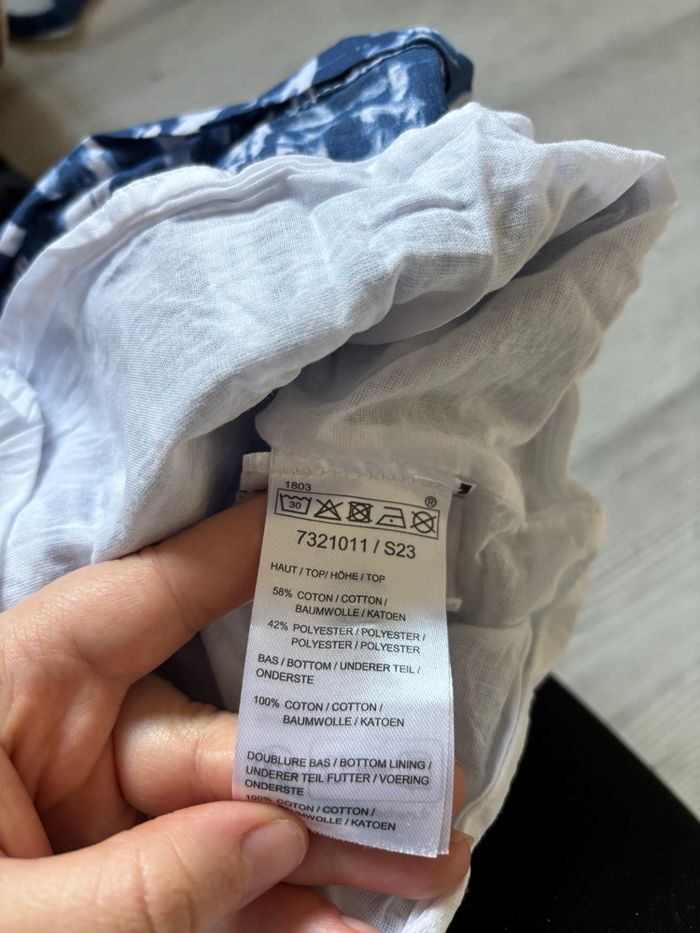 1803
®
30
7321011 / S23
HAUT / TOP/ HÖHE / TOP
58% COTON / COTTON /
BAUMWOLLE / KATOEN
42% POLYESTER / POLYESTER /
POLYESTER / POLYESTER
BAS / BOTTOM / UNDERER TEIL /
ONDERSTE
100% COTON / COTTON /
BAUMWOLLE / KATOEN
DOUBLURE BAS / BOTTOM LINING /
UNDERER TEIL FUTTER / VOERING
ONDERSTE
100% COTON / COTTON /
BAUMWOLLE / KATOEN